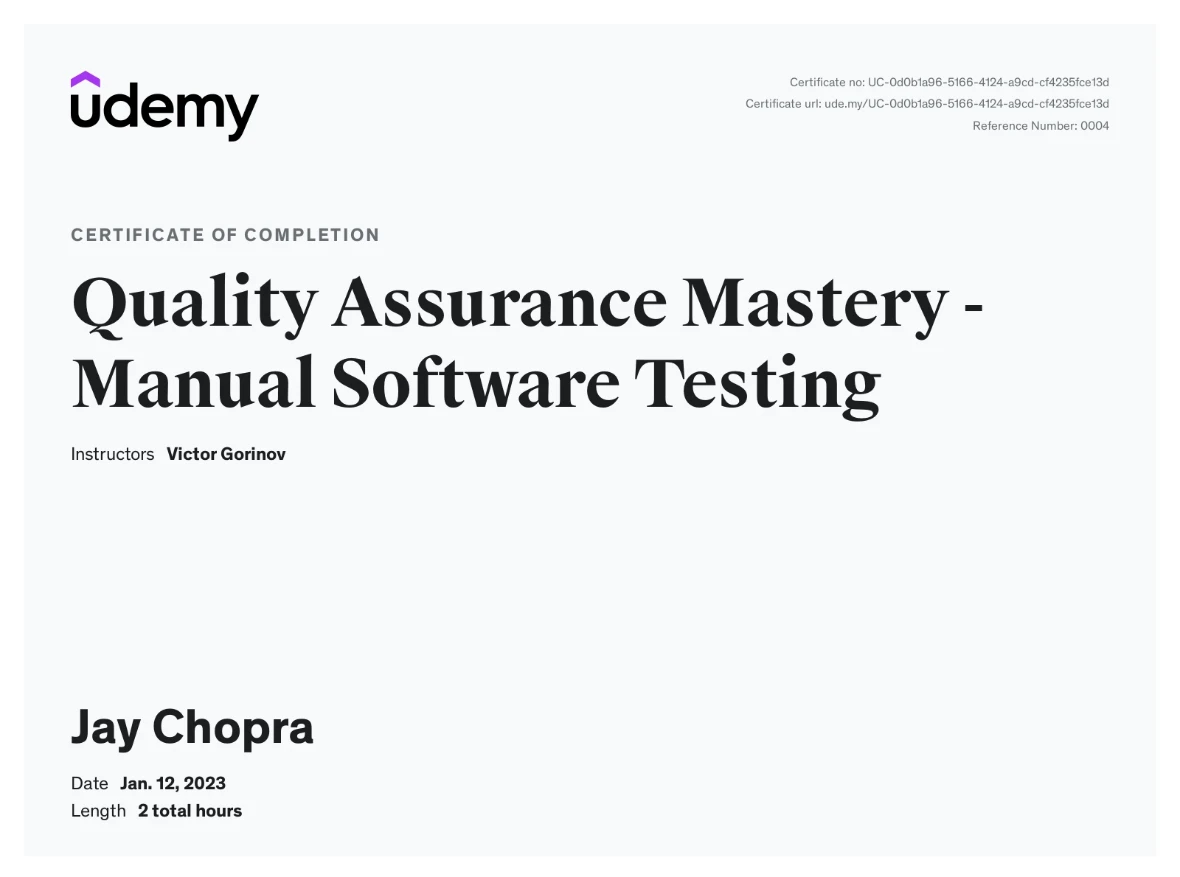 udemy
Certificate no: UC-0d0b1a96-5166-4124-a9cd-cf4235fce13d
Certificate url: ude.my/UC-0d0b1a96-5166-4124-a9cd-cf4235fce13d
Reference Number: 0004
CERTIFICATE OF COMPLETION
Quality Assurance Mastery -
Manual Software Testing
Instructors Victor Gorinov
Jay Chopra
Date Jan. 12, 2023
Length 2 total hours